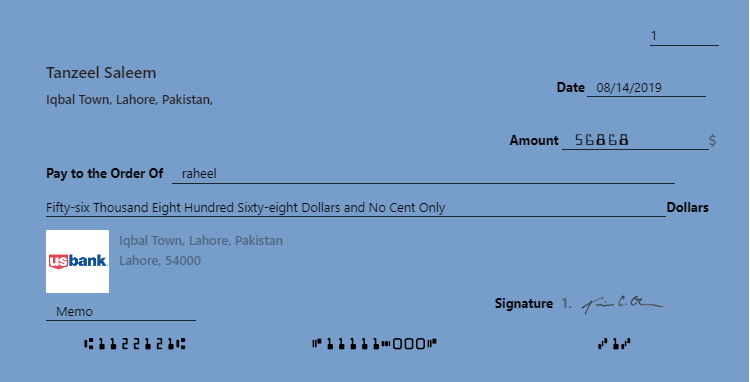 1
Tanzeel Saleem
Iqbal Town, Lahore, Pakistan,
Date 08/14/2019
Amount 56868 $
Pay to the Order Of raheel
Fifty-six Thousand Eight Hundred Sixty-eight Dollars and No Cent Only Dollars
usbank
Iqbal Town, Lahore, Pakistan
Lahore, 54000
Signature 1.
Memo
⑆1122121⑆ ⑈11111⑉000⑈ ⑇1⑇